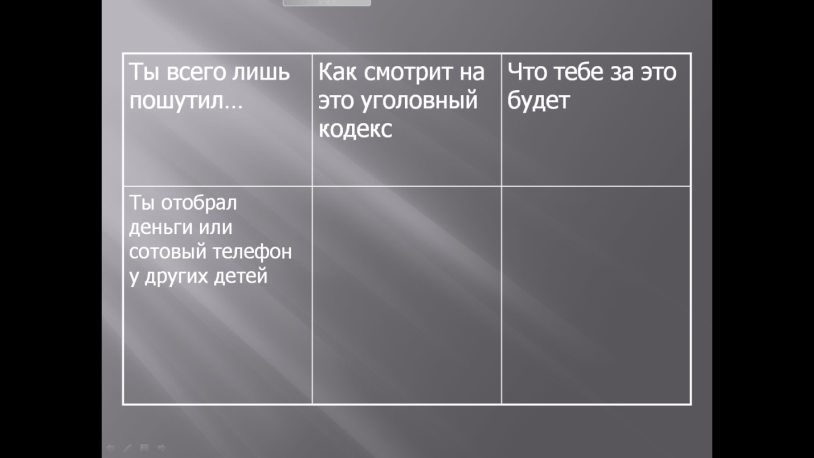 Ты всего лишь
пошутил…
Как смотрит на
это уголовный
кодекс
Что тебе за это
будет
Ты отобрал
деньги или
сотовый телефон
у других детей